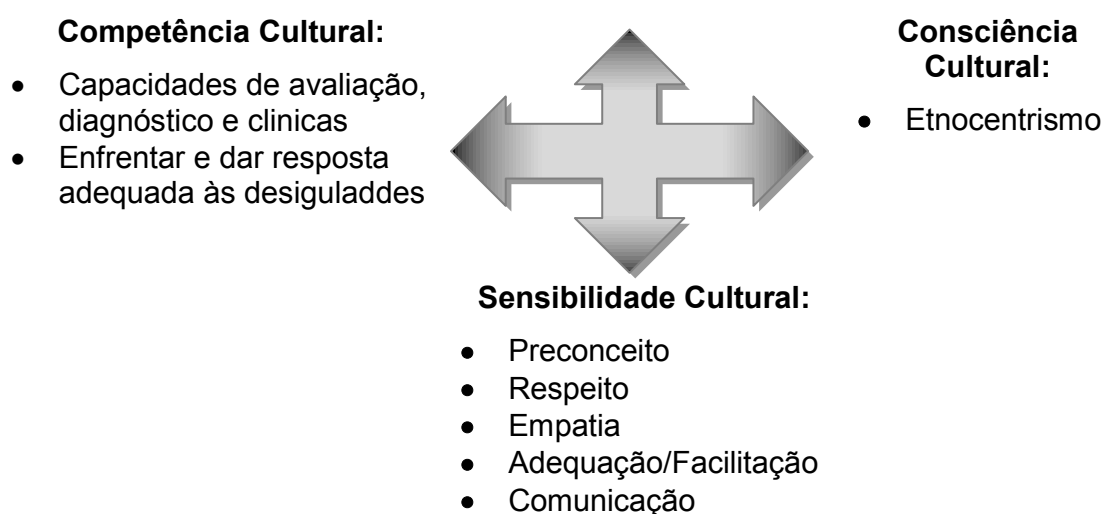 Competência Cultural:
• Capacidades de avaliação,
diagnóstico e clinicas
• Enfrentar e dar resposta
adequada às desiguladdes
Consciência
Cultural:
• Etnocentrismo
Sensibilidade Cultural:
• Preconceito
• Respeito
• Empatia
• Adequação/Facilitação
• Comunicação